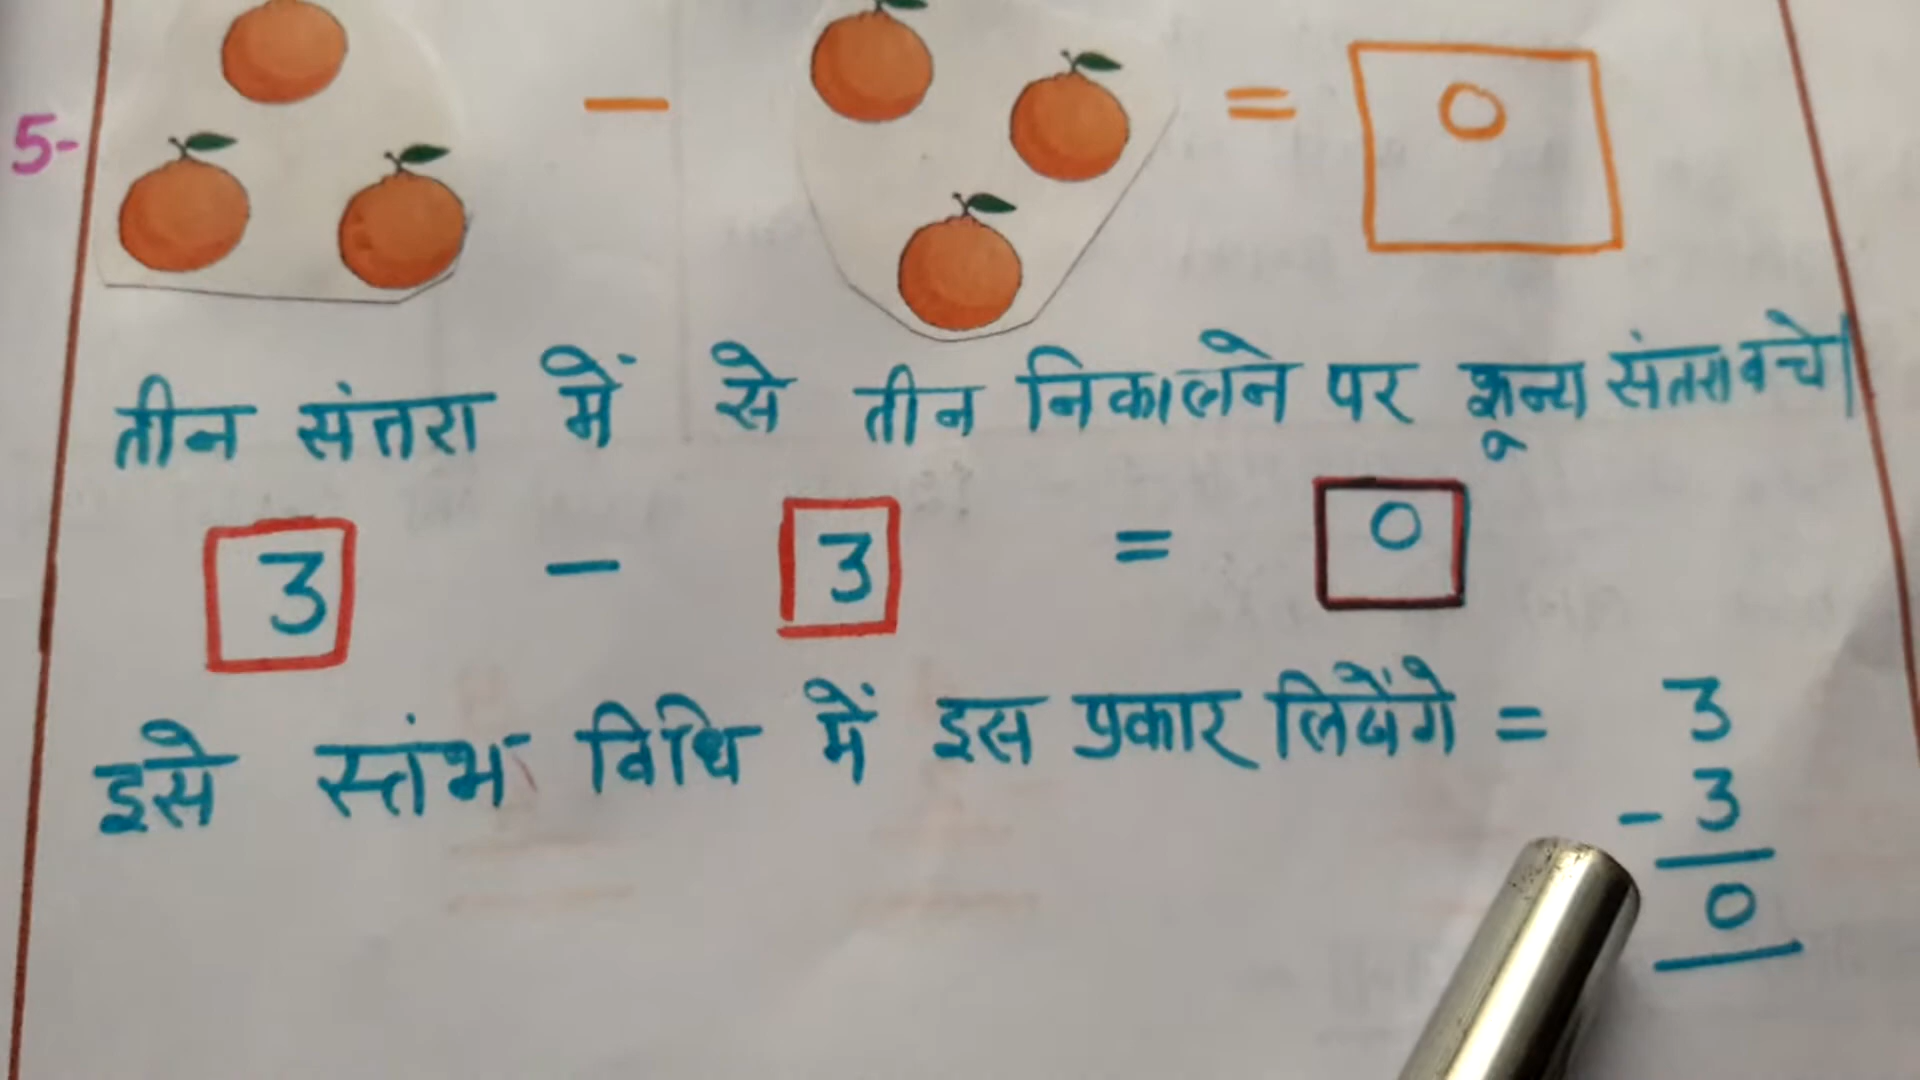 5- - = 0
तीन संतरा में से तीन निकालने पर शून्य संतरा बचे।
3 - 3 = 0
इसे स्तंभ विधि में इस प्रकार लिखेंगे = 3
- 3
0